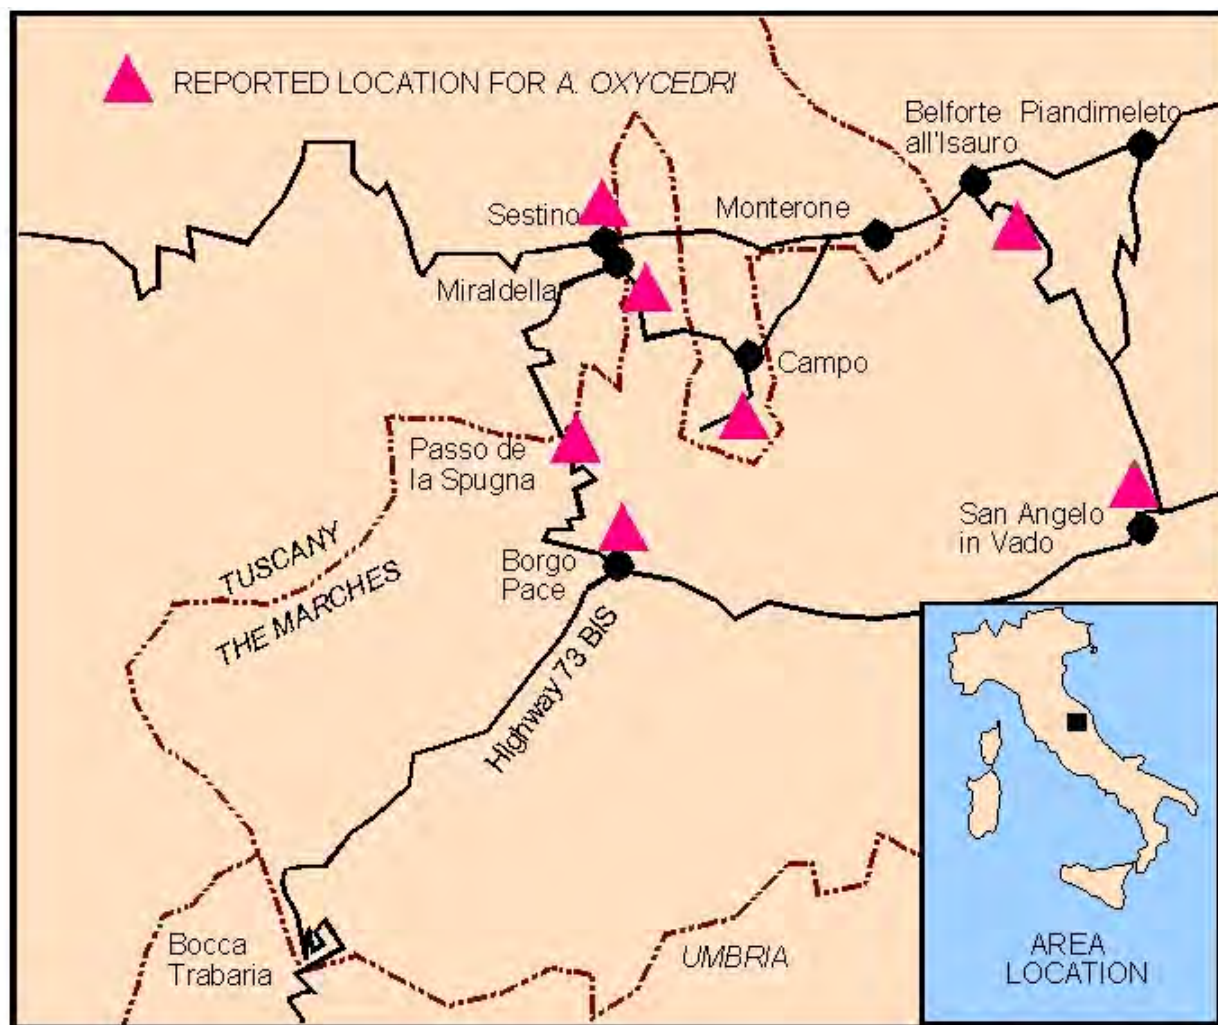 REPORTED LOCATION FOR A. OXYCEDRI
Belforte Piandimeleto
all'Isauro
Sestino
Monterone
Miraldella
Campo
Passo de
la Spugna
San Angelo
in Vado
TUSCANY
THE MARCHES
Borgo
Pace
Highway 73 BIS
Bocca
Trabaria
UMBRIA
AREA
LOCATION